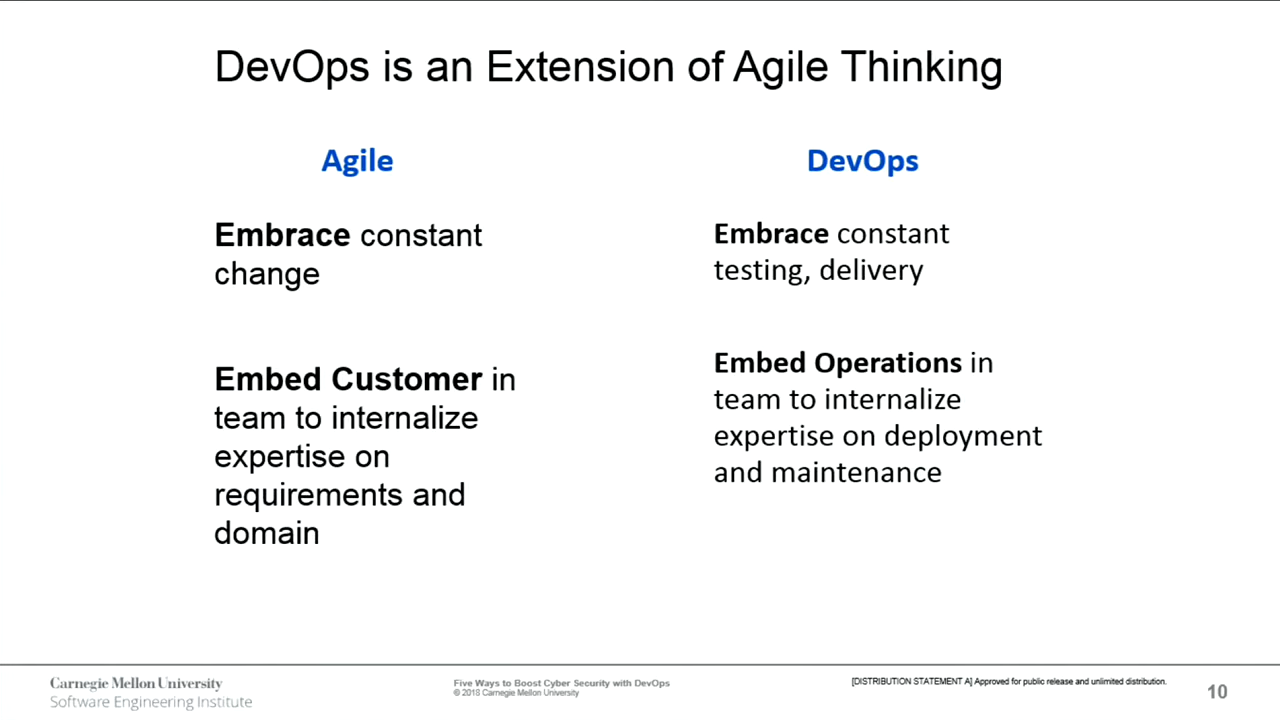 DevOps is an Extension of Agile Thinking
Agile
Embrace constant
change
Embed Customer in
team to internalize
expertise on
requirements and
domain
DevOps
Embrace constant
testing, delivery
Embed Operations in
team to internalize
expertise on deployment
and maintenance
Carnegie Mellon University
Software Engineering Institute
Five Ways to Boost Cyber Security with DevOps
© 2018 Carnegie Mellon University
[DISTRIBUTION STATEMENT A] Approved for public release and unlimited distribution.
10